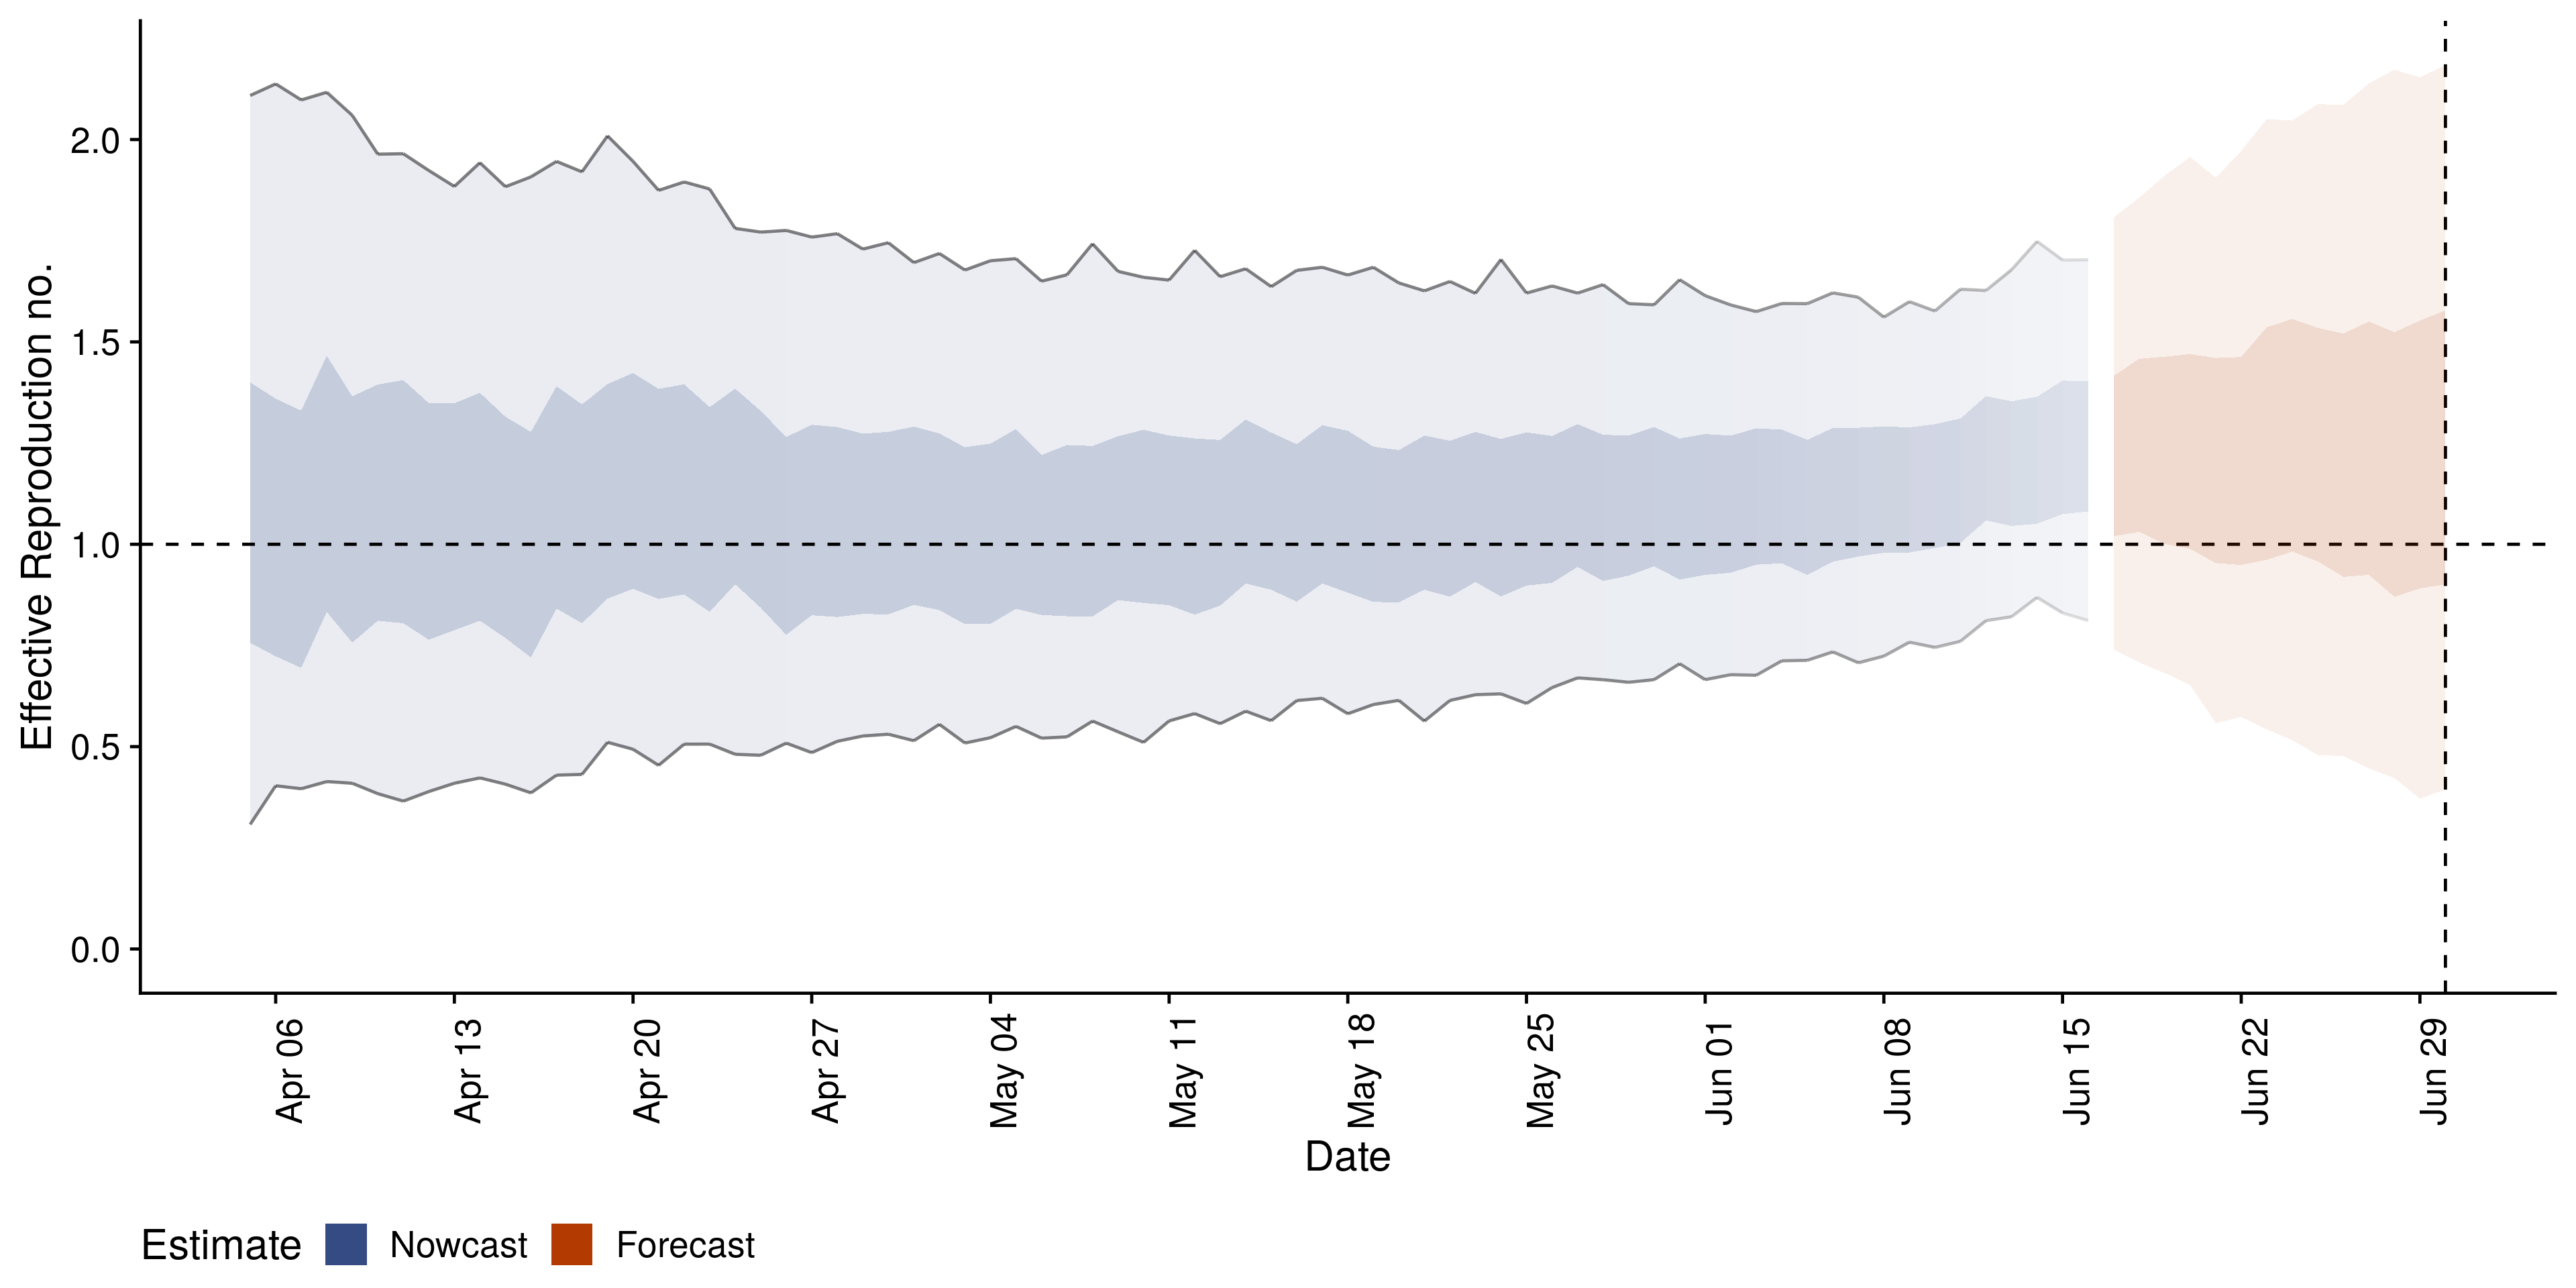 Effective Reproduction no.
2.0
1.5
1.0
0.5
0.0
Apr 06
Apr 13
Apr 20
Apr 27
May 04
May 11
May 18
May 25
Jun 01
Jun 08
Jun 15
Jun 22
Jun 29
Date
Estimate Nowcast Forecast